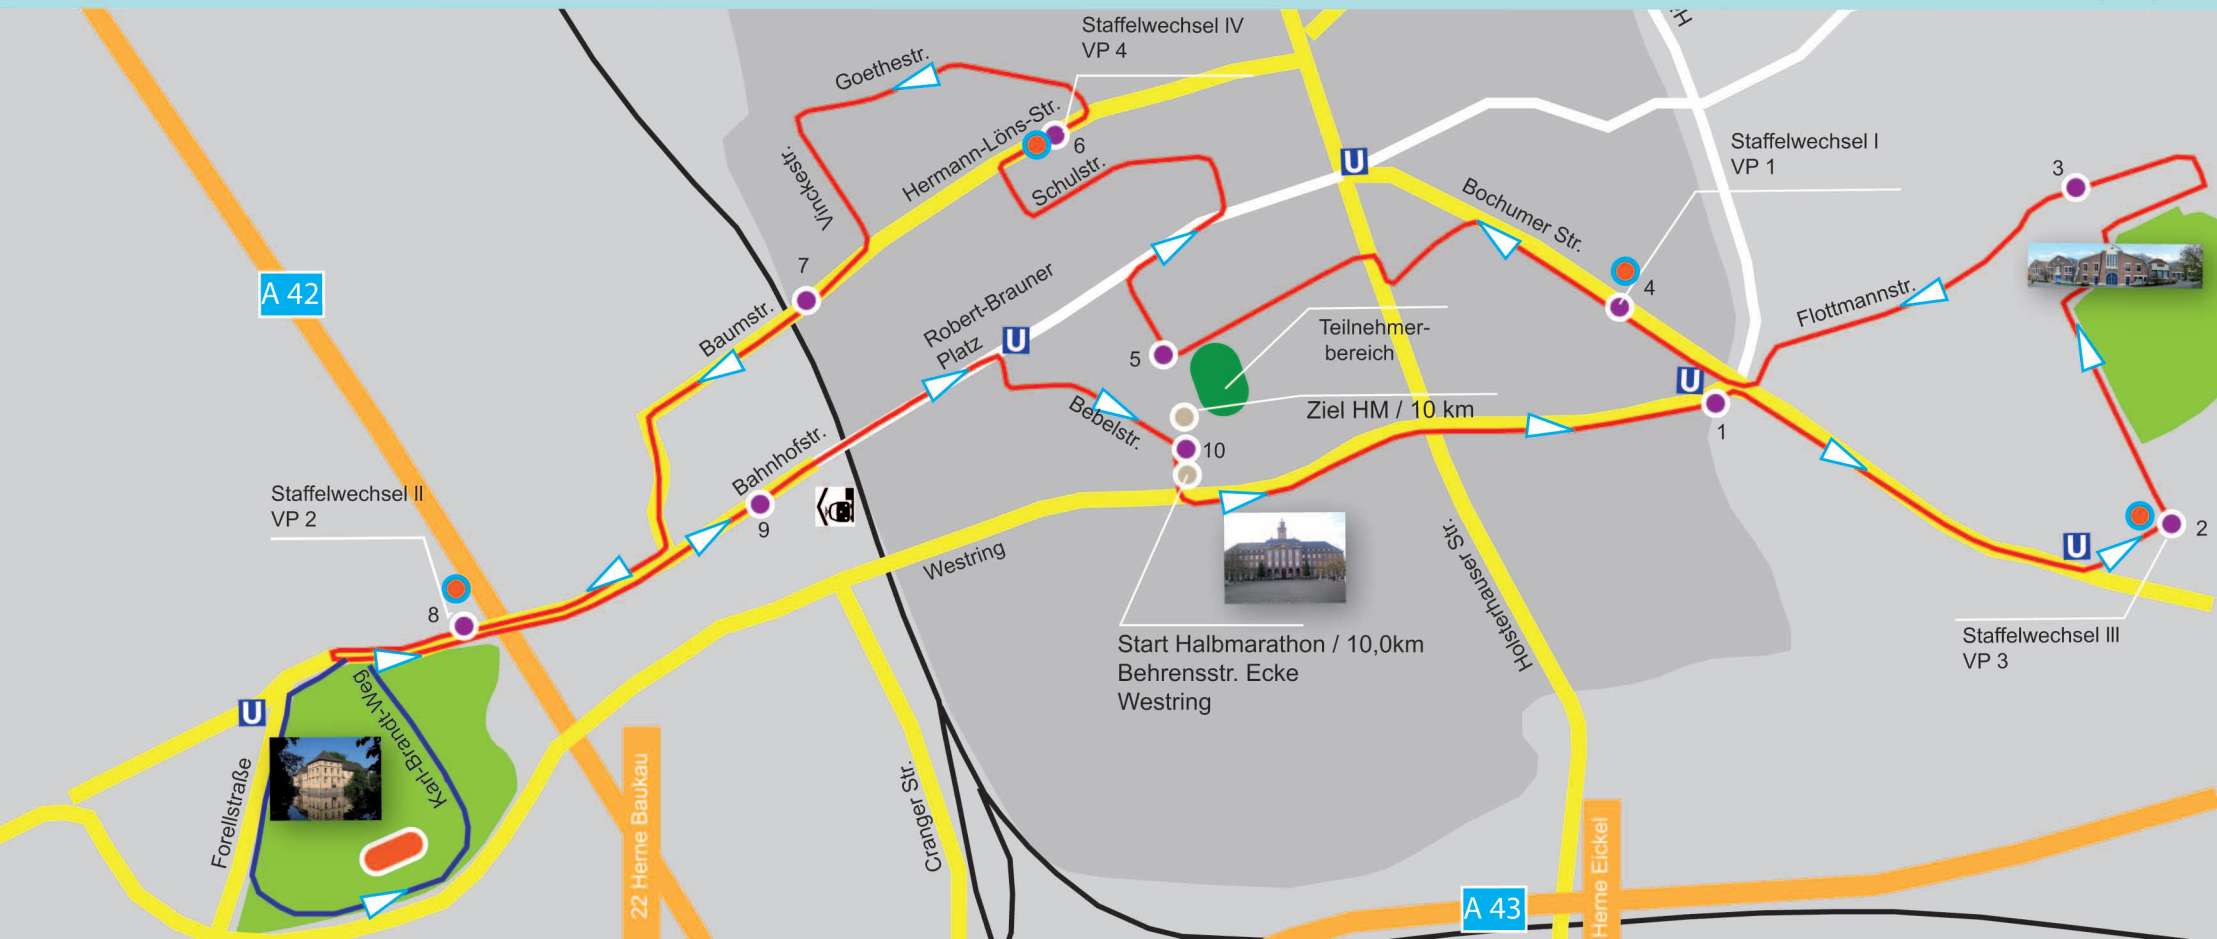 Staffelwechsel IV
VP 4
Goethestr.
Hermann-Löns-Str.
6
Schulstr.
Vinckestr.
U
Staffelwechsel I
VP 1
3
Bochumer Str.
4
Flottmannstr.
A 42
7
Baumstr.
Robert-Brauner
Platz
U
5
Teilnehmer-
bereich
Ziel HM / 10 km
U
1
Bebelstr.
10
Bahnhofstr.
9
Staffelwechsel II
VP 2
8
Westring
Holsterhauser Str.
U
2
Staffelwechsel III
VP 3
Start Halbmarathon / 10,0km
Behrensstr. Ecke
Westring
U
Karl-Brandt-Weg
Forellstraße
22 Herne Baukau
Cranger Str.
A 43
Herne Eickel